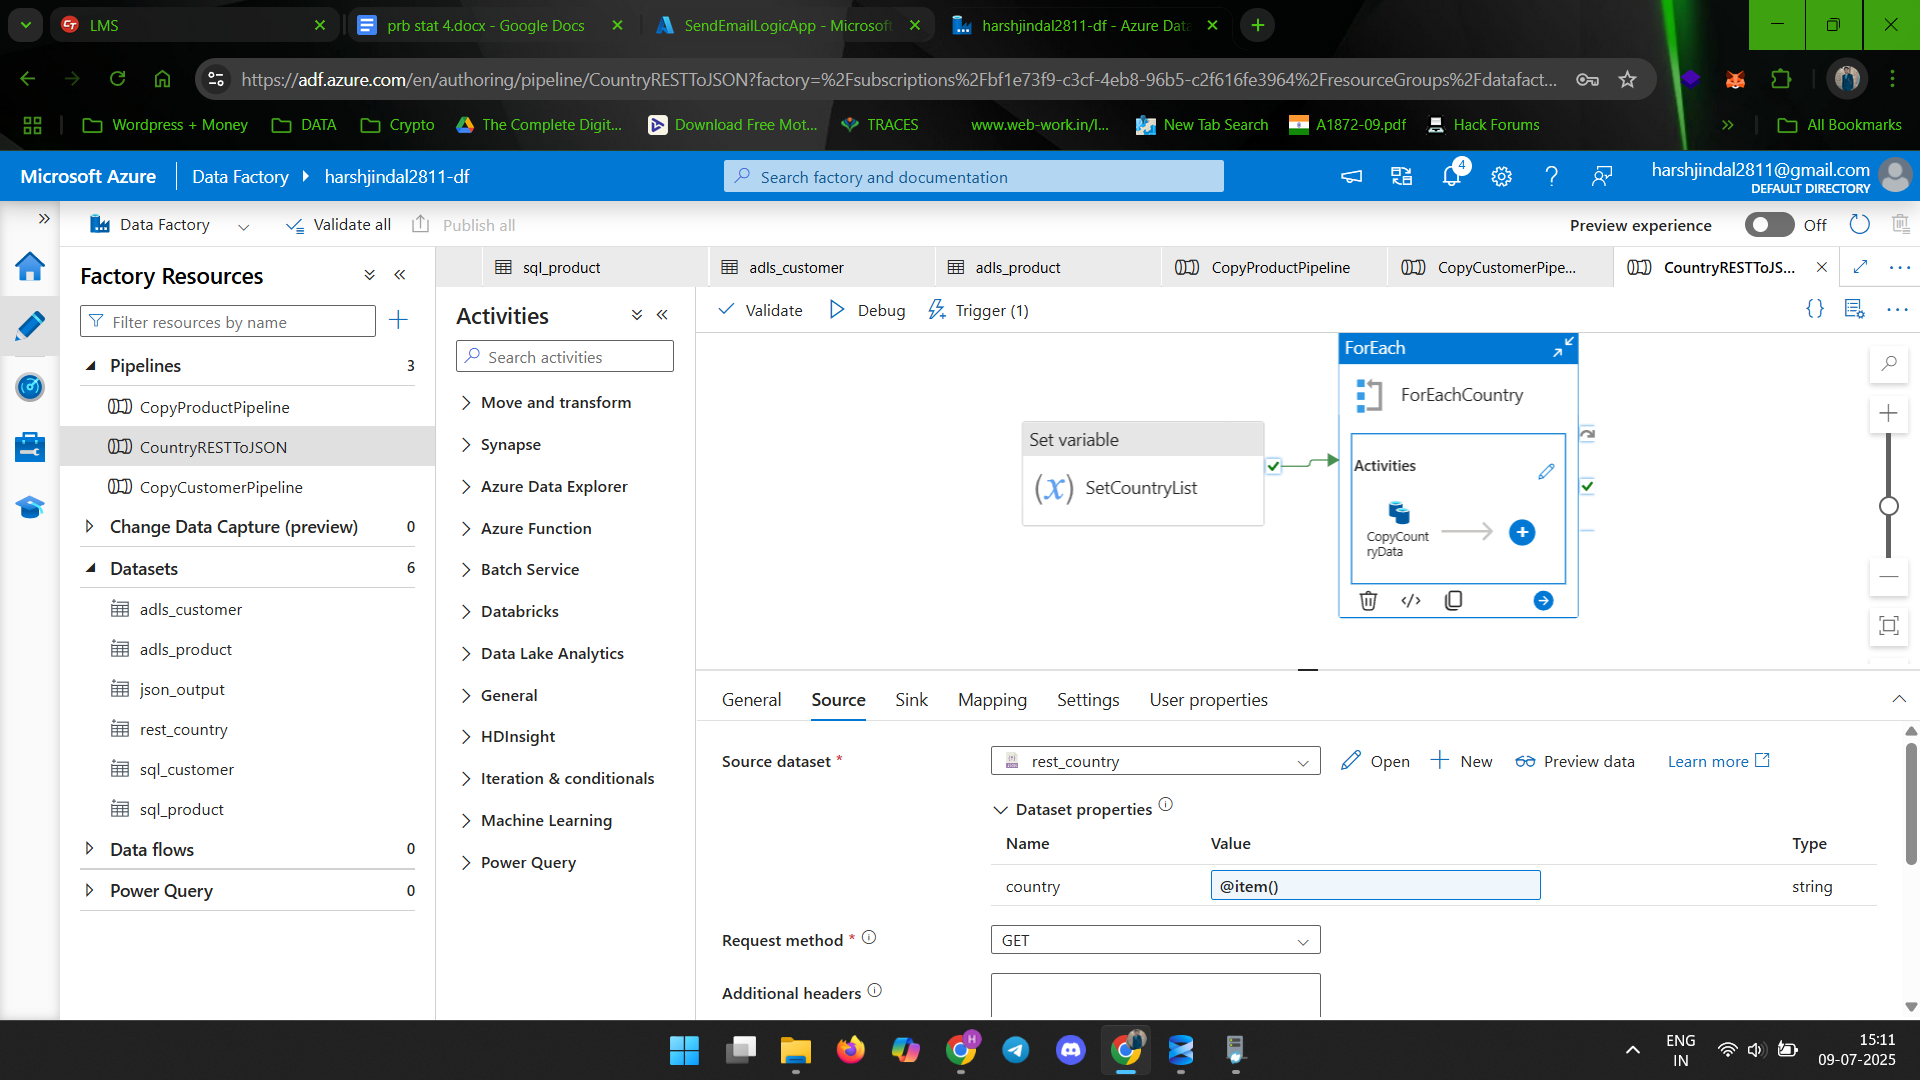 LMS
prb stat 4.docx - Google Docs
SendEmailLogicApp - Microsoft
harshjindal2811-df - Azure Data
https://adf.azure.com/en/authoring/pipeline/CountryRESTToJSON?factory=%2Fsubscriptions%2Fbf1e73f9-c3cf-4eb8-96b5-c2f616fe3964%2FresourceGroups%2Fdatafact...
Wordpress + Money
DATA
Crypto
The Complete Digit...
Download Free Mot...
TRACES
www.web-work.in/l...
New Tab Search
A1872-09.pdf
Hack Forums
All Bookmarks
Microsoft Azure
Data Factory
harshjindal2811-df
Search factory and documentation
4
harshjindal2811@gmail.com
DEFAULT DIRECTORY
Data Factory
Validate all
Publish all
Preview experience
Off
Factory Resources
Filter resources by name
Pipelines 3
CopyProductPipeline
CountryRESTToJSON
CopyCustomerPipeline
Change Data Capture (preview) 0
Datasets 6
adls_customer
adls_product
json_output
rest_country
sql_customer
sql_product
Data flows 0
Power Query 0
sql_product
adls_customer
adls_product
CopyProductPipeline
CopyCustomerPipe...
CountryRESTToJS...
Activities
Search activities
Move and transform
Synapse
Azure Data Explorer
Azure Function
Batch Service
Databricks
Data Lake Analytics
General
HDInsight
Iteration & conditionals
Machine Learning
Power Query
Validate
Debug
Trigger (1)
Set variable
(x) SetCountryList
ForEach
ForEachCountry
Activities
CopyCount
ryData
General
Source
Sink
Mapping
Settings
User properties
Source dataset *
rest_country
Open
New
Preview data
Learn more
Dataset properties
Name Value Type
country @item() string
Request method *
GET
Additional headers
H
ENG
IN
15:11
09-07-2025